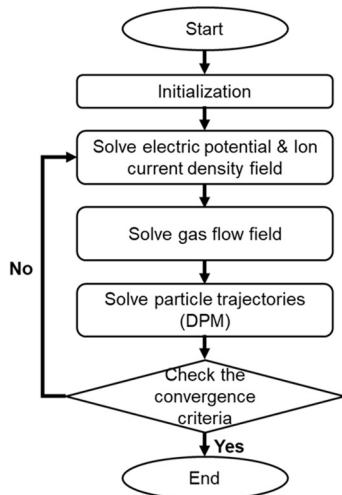 Start
Initialization
Solve electric potential & Ion
current density field
Solve gas flow field
No
Solve particle trajectories
(DPM)
Check the
convergence
criteria
Yes
End